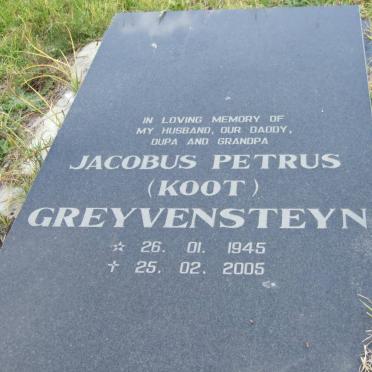 IN LOVING MEMORY OF
MY HUSBAND, OUR DADDY,
OUPA AND GRANDPA
JACOBUS PETRUS
(KOOT)
GREYVENSTEYN
☆ 26. 01. 1945
✝ 25. 02. 2005